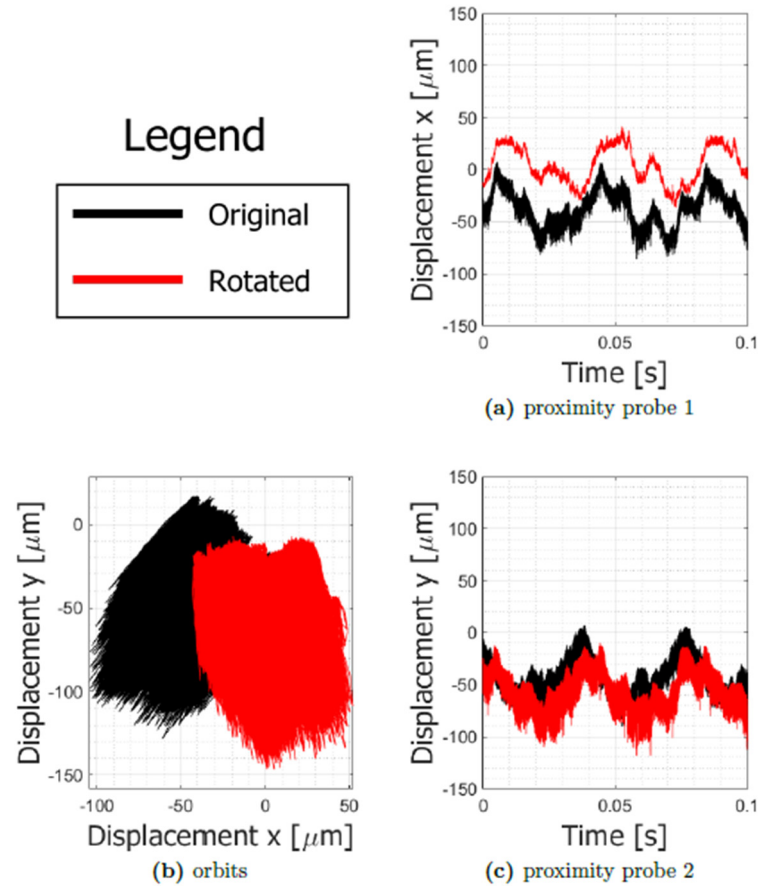 Legend
Original
Rotated
Displacement x [μm]
150
100
50
0
-50
-100
-150
0
0.05
0.1
Time [s]
(a) proximity probe 1
Displacement y [μm]
0
-50
-100
-150
-100
-50
0
50
Displacement x [μm]
(b) orbits
Displacement y [μm]
150
100
50
0
-50
-100
-150
0
0.05
0.1
Time [s]
(c) proximity probe 2